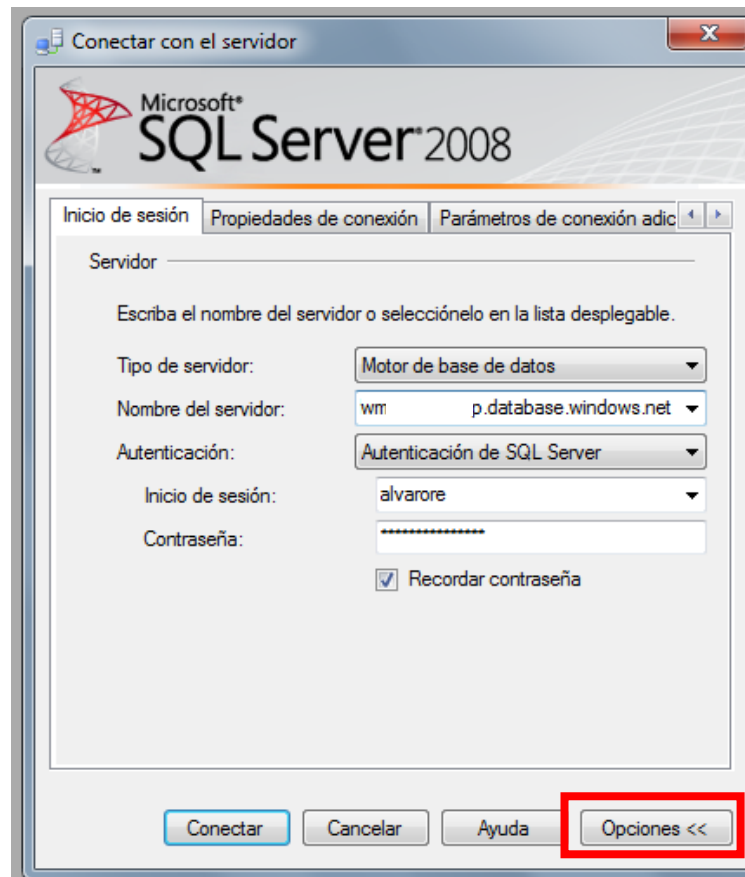 Conectar con el servidor
Microsoft®
SQL Server® 2008
Inicio de sesión Propiedades de conexión Parámetros de conexión adic
Servidor
Escriba el nombre del servidor o selecciónelo en la lista desplegable.
Tipo de servidor: Motor de base de datos
Nombre del servidor: wm p.database.windows.net
Autenticación: Autenticación de SQL Server
Inicio de sesión: alvarore
Contraseña: ***************
Recordar contraseña
Conectar Cancelar Ayuda Opciones <<